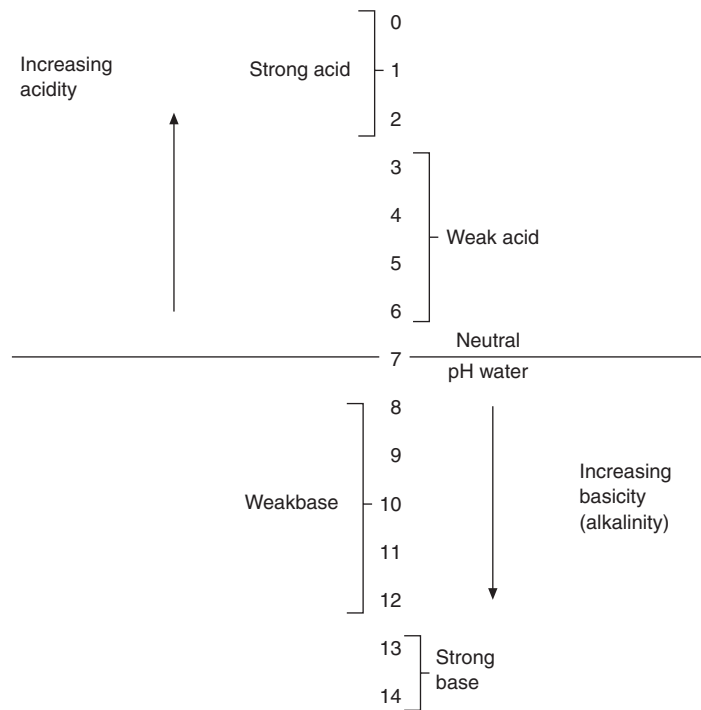 0
Increasing
acidity
Strong acid
1
2
3
4
Weak acid
5
6
Neutral
7
pH water
8
9
Weakbase
10
Increasing
basicity
(alkalinity)
11
12
13
Strong
base
14